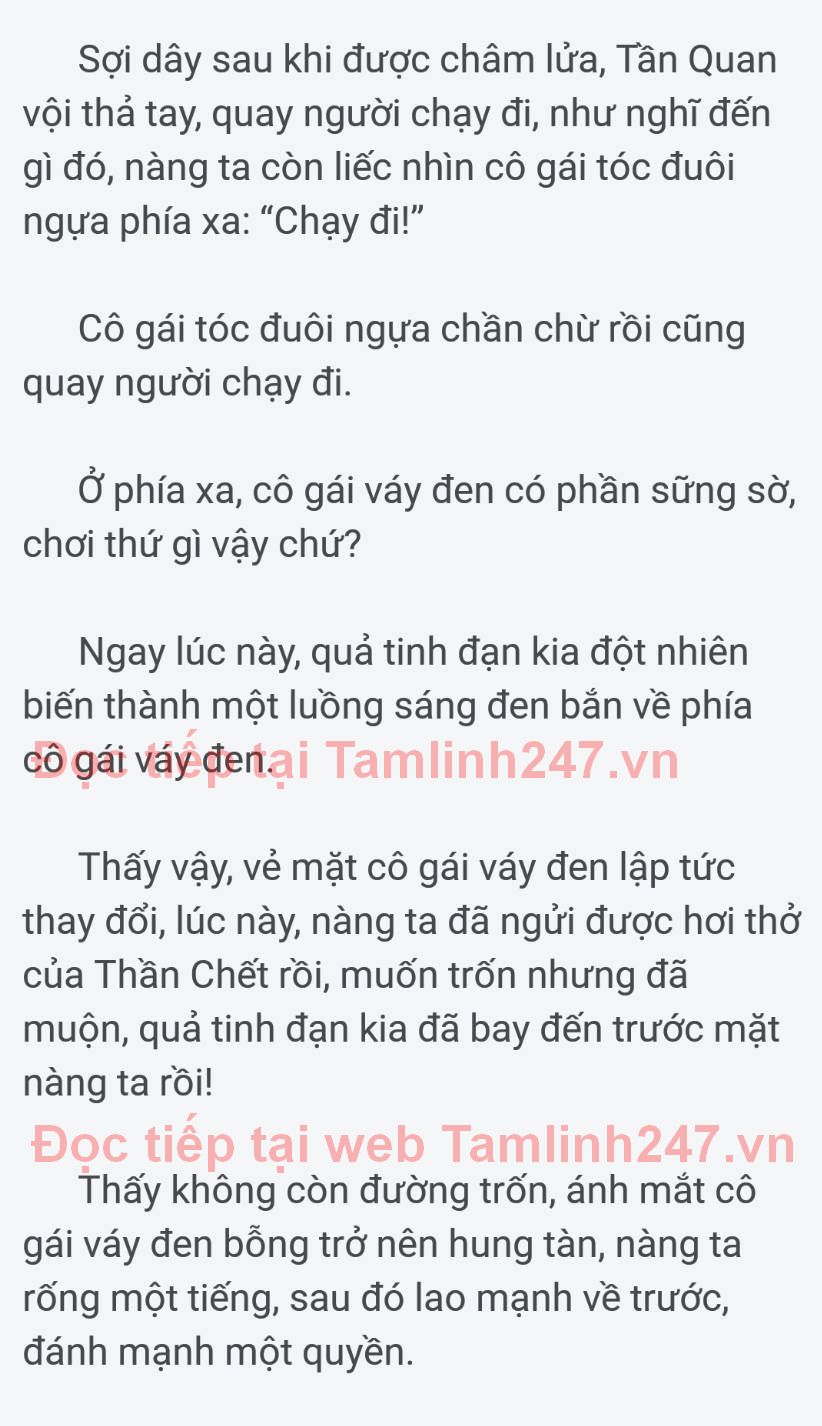 Sợi dây sau khi được châm lửa, Tần Quan
vội thả tay, quay người chạy đi, như nghĩ đến
gì đó, nàng ta còn liếc nhìn cô gái tóc đuôi
ngựa phía xa: “Chạy đi!”
Cô gái tóc đuôi ngựa chần chừ rồi cũng
quay người chạy đi.
Ở phía xa, cô gái váy đen có phần sững sờ,
chơi thứ gì vậy chứ?
Ngay lúc này, quả tinh đạn kia đột nhiên
biến thành một luồng sáng đen bắn về phía
cô gái váy đen.
Đọc tiếp tại Tamlinh247.vn
Thấy vậy, vẻ mặt cô gái váy đen lập tức
thay đổi, lúc này, nàng ta đã ngửi được hơi thở
của Thần Chết rồi, muốn trốn nhưng đã
muộn, quả tinh đạn kia đã bay đến trước mặt
nàng ta rồi!
Đọc tiếp tại web Tamlinh247.vn
Thấy không còn đường trốn, ánh mắt cô
gái váy đen bỗng trở nên hung tàn, nàng ta
rống một tiếng, sau đó lao mạnh về trước,
đánh mạnh một quyền.